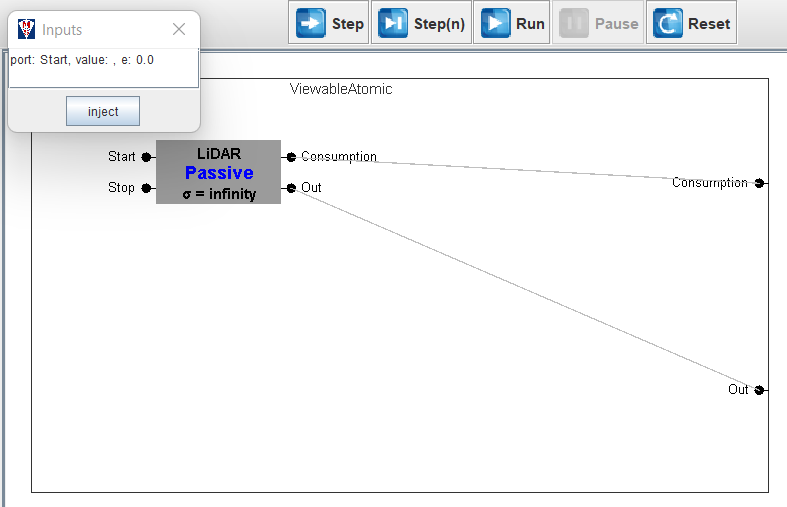 Inputs
port: Start, value: , e: 0.0
inject
Step
Step(n)
Run
Pause
Reset
ViewableAtomic
Start
LiDAR
Consumption
Passive
Stop
Out
σ = infinity
Consumption
Out